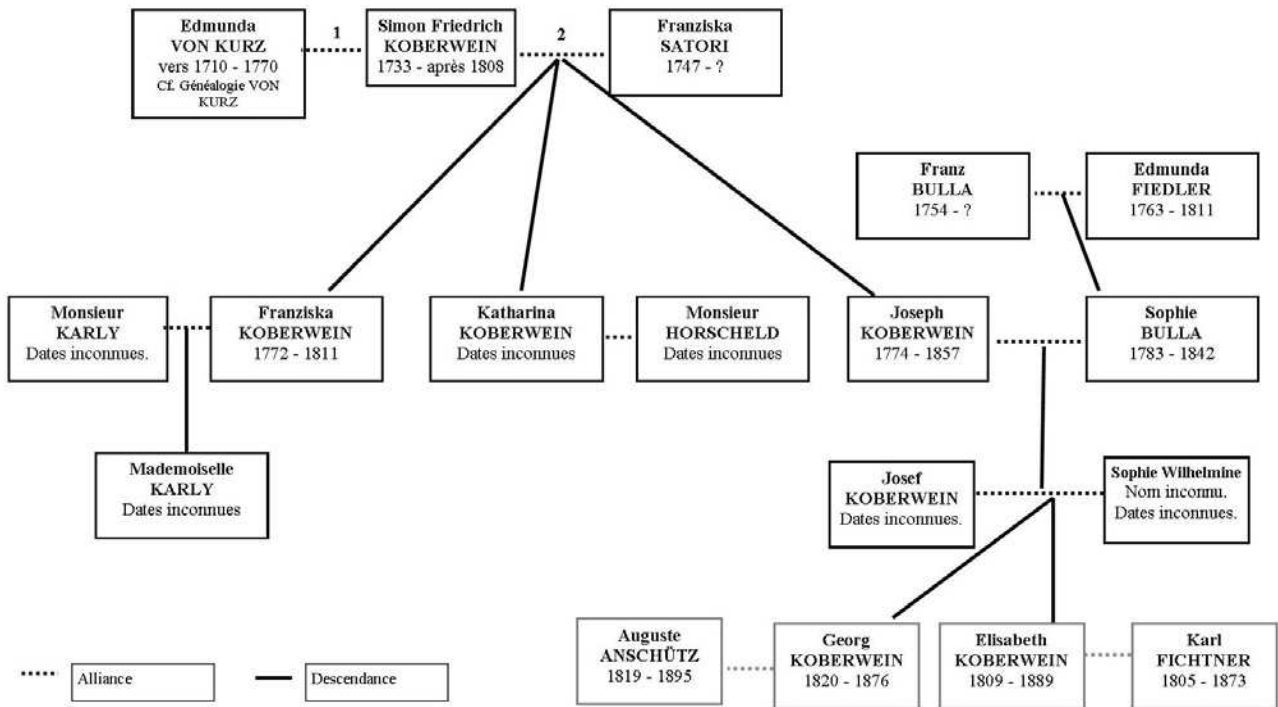 Edmunda
VON KURZ
vers 1710 - 1770
Cf. Généalogie VON
KURZ
1
Simon Friedrich
KOBERWEIN
1733 - après 1808
2
Franziska
SATORI
1747 - ?
Franz
BULLA
1754 - ?
Edmunda
FIEDLER
1763 - 1811
Monsieur
KARLY
Dates inconnues.
Franziska
KOBERWEIN
1772 - 1811
Katharina
KOBERWEIN
Dates inconnues
Monsieur
HORSCHELD
Dates inconnues
Joseph
KOBERWEIN
1774 - 1857
Sophie
BULLA
1783 - 1842
Mademoiselle
KARLY
Dates inconnues
Josef
KOBERWEIN
Dates inconnues.
Sophie Wilhelmine
Nom inconnu.
Dates inconnues.
Auguste
ANSCHÜTZ
1819 - 1895
Georg
KOBERWEIN
1820 - 1876
Elisabeth
KOBERWEIN
1809 - 1889
Karl
FICHTNER
1805 - 1873
Alliance
Descendance